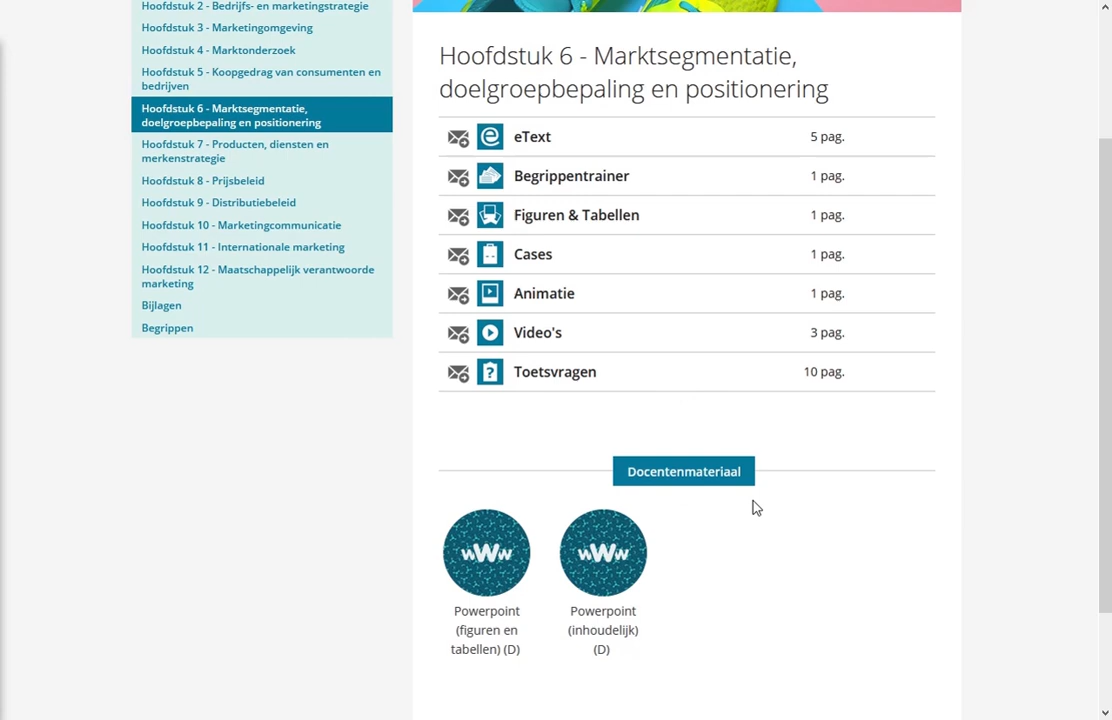 Hoofdstuk 2 - Bedrijfs- en marketingstrategie
Hoofdstuk 3 - Marketingomgeving
Hoofdstuk 4 - Marktonderzoek
Hoofdstuk 5 - Koopgedrag van consumenten en
bedrijven
Hoofdstuk 6 - Marktsegmentatie,
doelgroepbepaling en positionering
Hoofdstuk 7 - Producten, diensten en
merkenstrategie
Hoofdstuk 8 - Prijsbeleid
Hoofdstuk 9 - Distributiebeleid
Hoofdstuk 10 - Marketingcommunicatie
Hoofdstuk 11 - Internationale marketing
Hoofdstuk 12 - Maatschappelijk verantwoorde
marketing
Bijlagen
Begrippen
Hoofdstuk 6 - Marktsegmentatie,
doelgroepbepaling en positionering
eText 5 pag.
Begrippentrainer 1 pag.
Figuren & Tabellen 1 pag.
Cases 1 pag.
Animatie 1 pag.
Video's 3 pag.
Toetsvragen 10 pag.
Docentenmateriaal
wWw wWw
Powerpoint
(figuren en
tabellen) (D)
Powerpoint
(inhoudelijk)
(D)